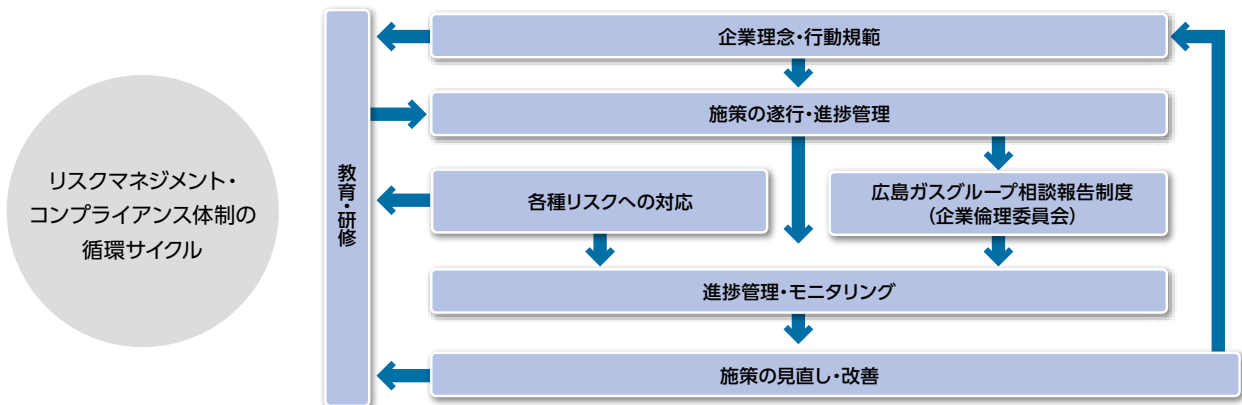 リスクマネジメント・
コンプライアンス体制の
循環サイクル
教育・研修
企業理念・行動規範
施策の遂行・進捗管理
各種リスクへの対応
広島ガスグループ相談報告制度
(企業倫理委員会)
進捗管理・モニタリング
施策の見直し・改善